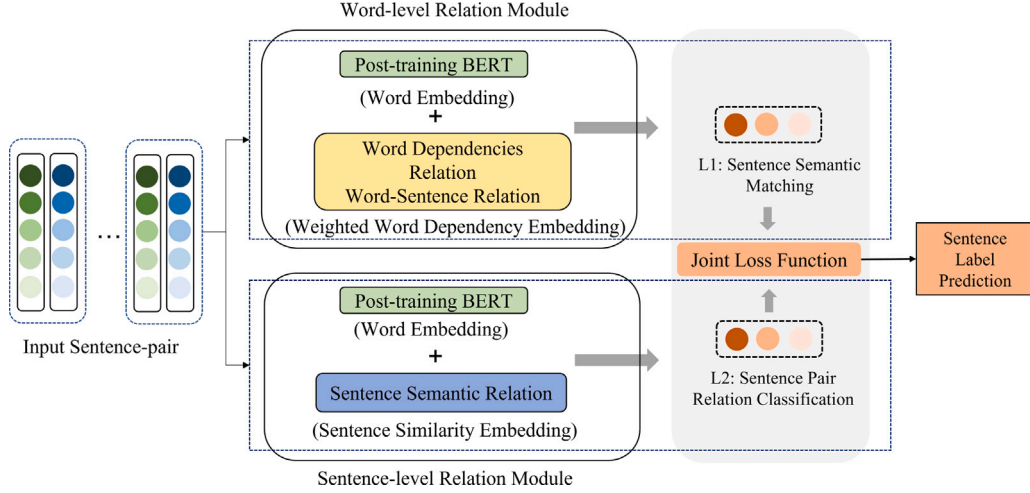 Word-level Relation Module
Post-training BERT
(Word Embedding)
+
Word Dependencies
Relation
Word-Sentence Relation
(Weighted Word Dependency Embedding)
...
Input Sentence-pair
L1: Sentence Semantic
Matching
Joint Loss Function
Sentence
Label
Prediction
Post-training BERT
(Word Embedding)
+
Sentence Semantic Relation
(Sentence Similarity Embedding)
L2: Sentence Pair
Relation Classification
Sentence-level Relation Module